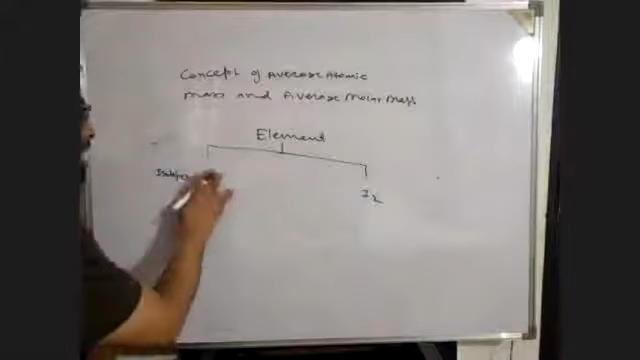 Concept of Average Atomic
mass and Average Molar mass
Element
I2